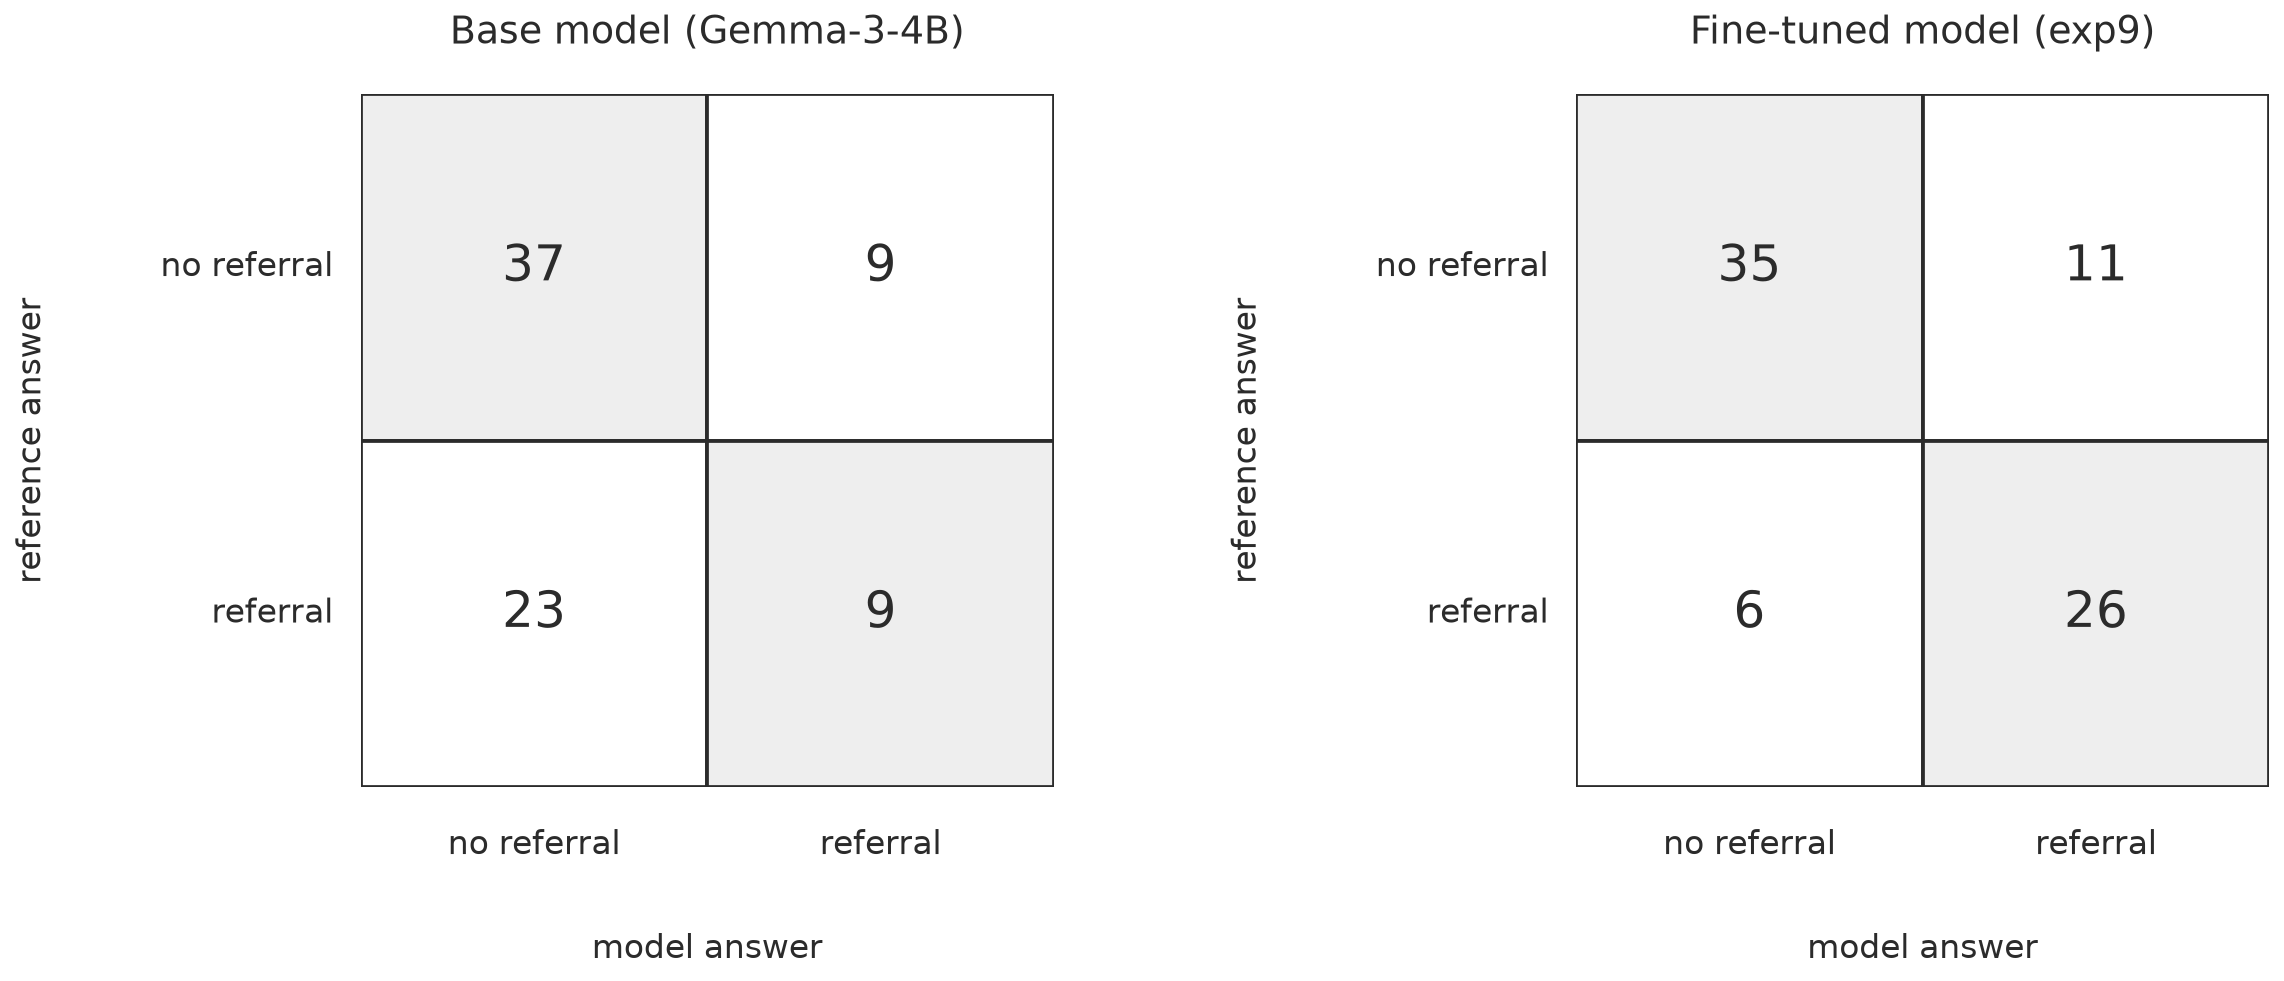 Base model (Gemma-3-4B)
reference answer
no referral
37
9
referral
23
9
no referral
referral
model answer
Fine-tuned model (exp9)
reference answer
no referral
35
11
referral
6
26
no referral
referral
model answer